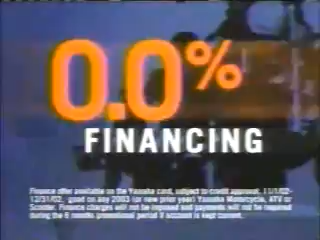 0.0%
FINANCING
Finance offer available on the Yamaha card, subject to credit approval, 11/1/02-
12/31/02, good on any 2003 (or new prior year) Yamaha Motorcycle, ATV or
Scooter. Finance charges will not be imposed and payments will not be required
during the 6 months promotional period if account is kept current.